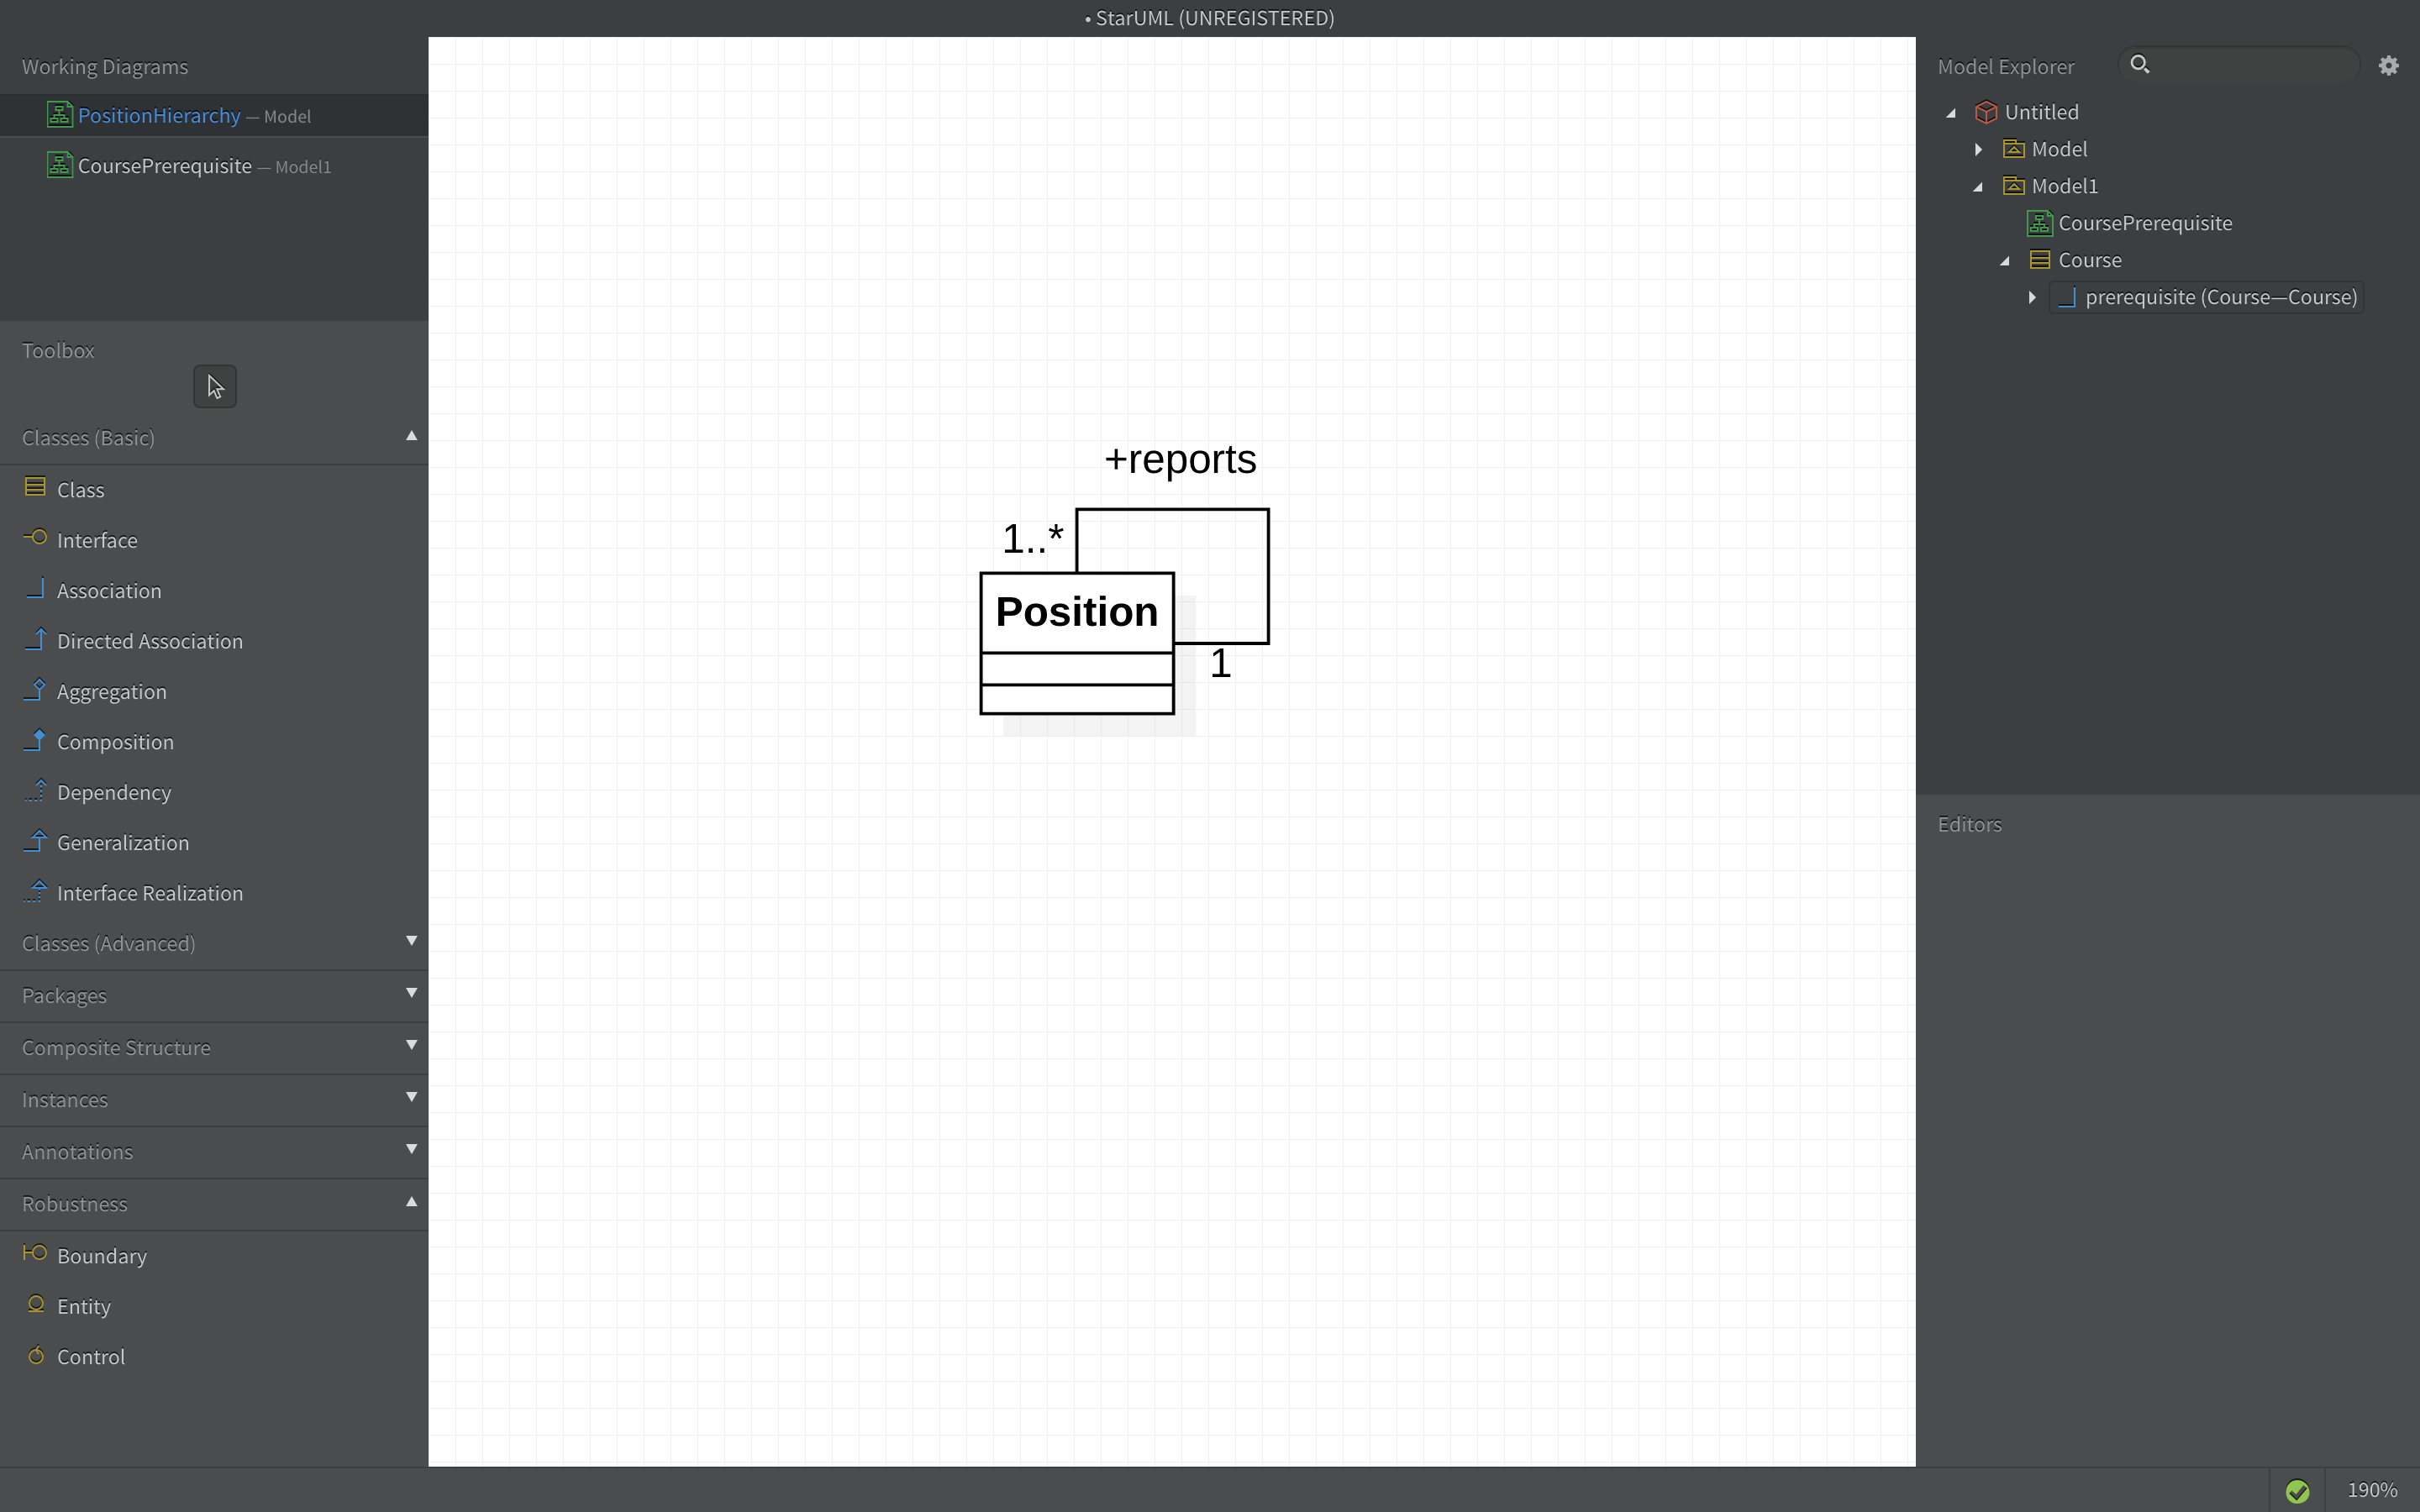 • StarUML (UNREGISTERED)
Working Diagrams
PositionHierarchy — Model
CoursePrerequisite — Model1
Toolbox
Classes (Basic)
Class
Interface
Association
Directed Association
Aggregation
Composition
Dependency
Generalization
Interface Realization
Classes (Advanced)
Packages
Composite Structure
Instances
Annotations
Robustness
Boundary
Entity
Control
+reports
1..*
Position
1
Model Explorer
Untitled
Model
Model1
CoursePrerequisite
Course
prerequisite (Course—Course)
Editors
190%